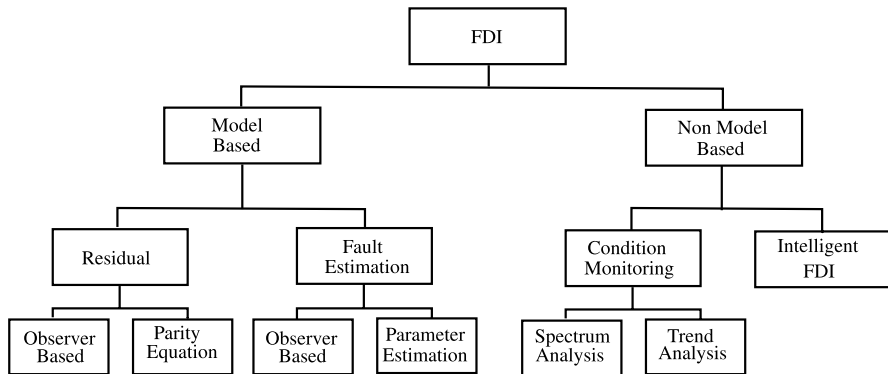 FDI
Model
Based
Non Model
Based
Residual
Fault
Estimation
Condition
Monitoring
Intelligent
FDI
Observer
Based
Parity
Equation
Observer
Based
Parameter
Estimation
Spectrum
Analysis
Trend
Analysis